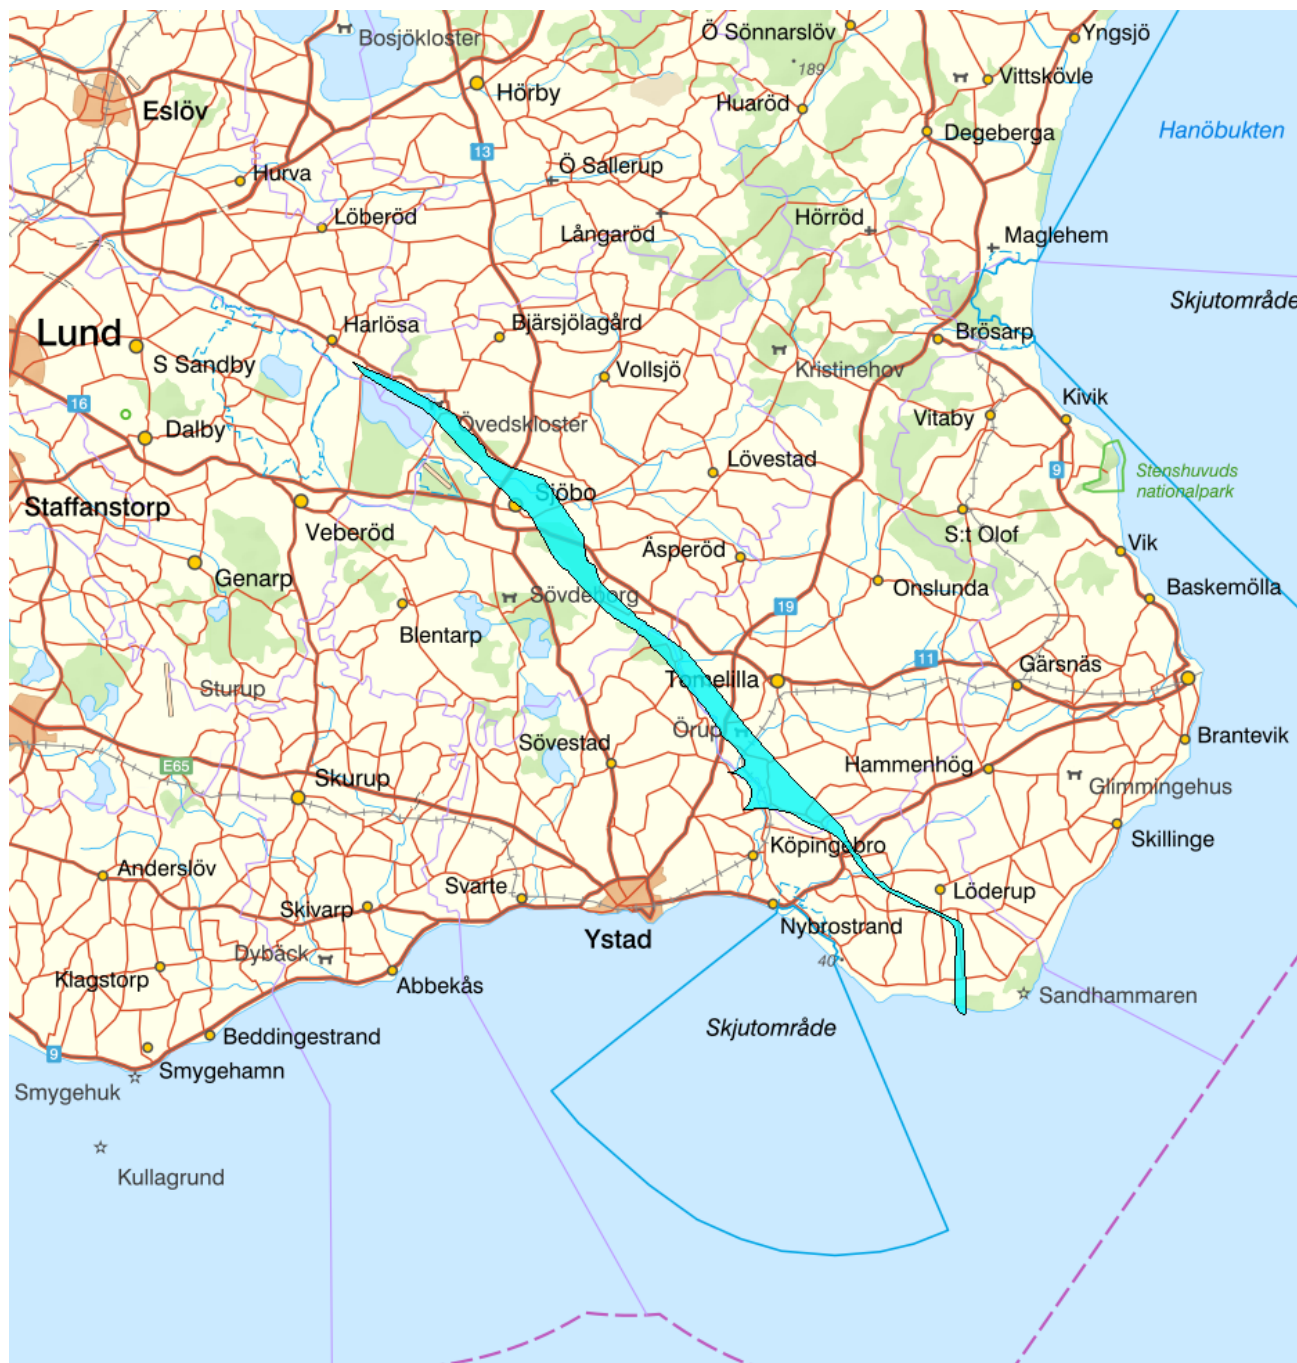 Ö Sönnarslöv
Yngsjö
Bosjökloster
189
Vittskövle
Hörby
Huaröd
Eslöv
Degeberga
Hanöbukten
13
Ö Sallerup
Hurva
Löberöd
Långaröd
Hörröd
Maglehem
Skjutområde
Harlösa
Bjärsjölagård
Brösarp
Lund
S Sandby
Kristinehov
Vollsjö
16
Kivik
Vitaby
Övedskloster
Dalby
Lövestad
9
Stenshuvuds
nationalpark
Sjöbo
Staffanstorp
Veberöd
S:t Olof
Vik
Äsperöd
Genarp
Onslunda
Baskemölla
Sövdeborg
19
Blentarp
11
Gärsnäs
Tomelilla
Sturup
Örup
Brantevik
Sövestad
E65
Hammenhög
Skurup
Glimmingehus
Skillinge
Köpingebro
Anderslöv
Svarte
Löderup
Skivarp
Nybrostrand
Ystad
Dybäck
40
Klagstorp
Abbekås
Sandhammaren
Skjutområde
Beddingestrand
9
Smygehamn
Smygehuk
Kullagrund